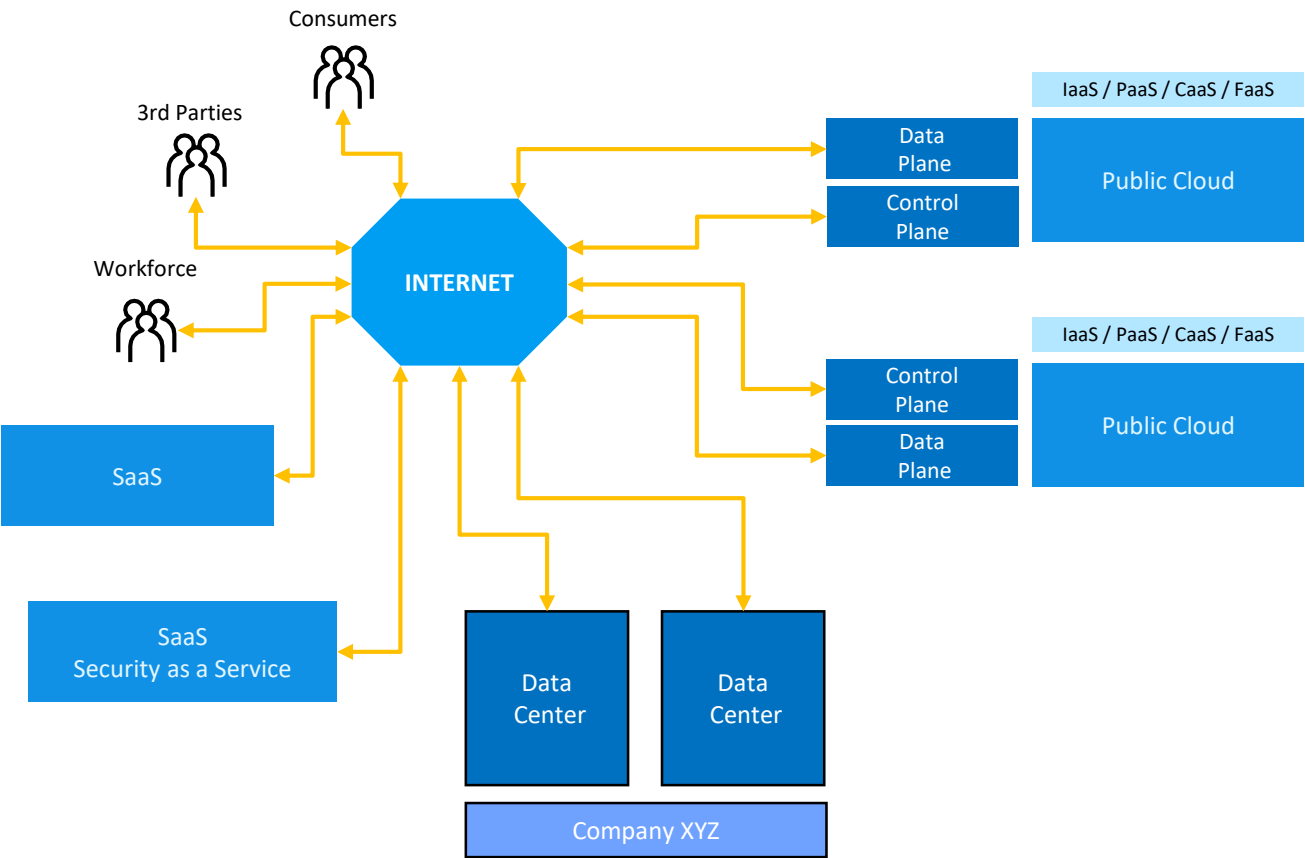 Consumers
3rd Parties
Workforce
INTERNET
IaaS / PaaS / CaaS / FaaS
Data
Plane
Public Cloud
Control
Plane
IaaS / PaaS / CaaS / FaaS
Control
Plane
Public Cloud
Data
Plane
SaaS
SaaS
Security as a Service
Data
Center
Data
Center
Company XYZ